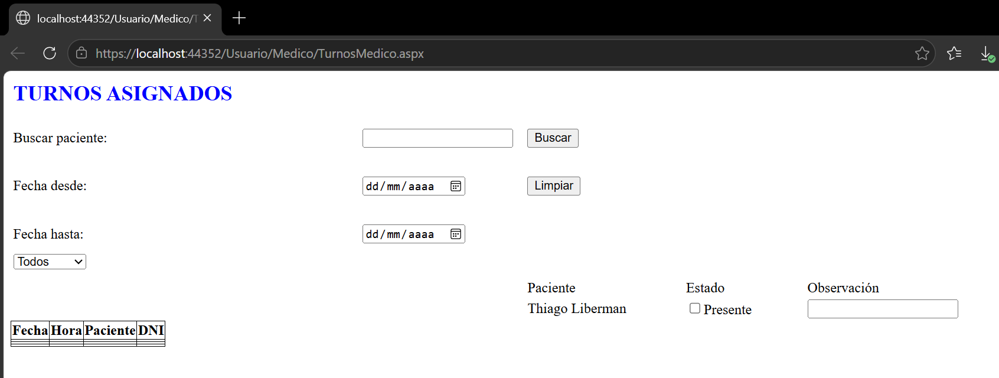 localhost:44352/Usuario/Medico/T
https://localhost:44352/Usuario/Medico/TurnosMedico.aspx
TURNOS ASIGNADOS
Buscar paciente: Buscar
Fecha desde: dd/mm/aaaa Limpiar
Fecha hasta: dd/mm/aaaa
Todos
Paciente Estado Observación
Thiago Liberman Presente
Fecha Hora Paciente DNI